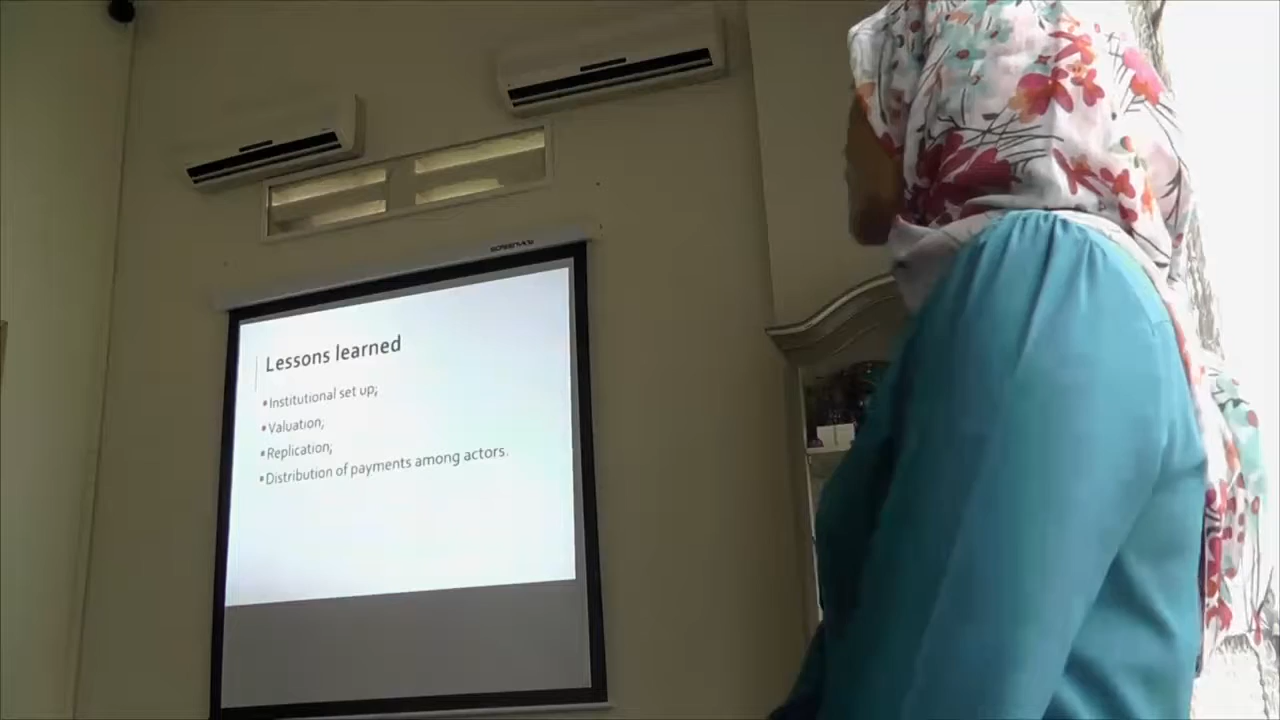 Lessons learned
▪Institutional set up;
▪Valuation;
▪Replication;
▪Distribution of payments among actors.